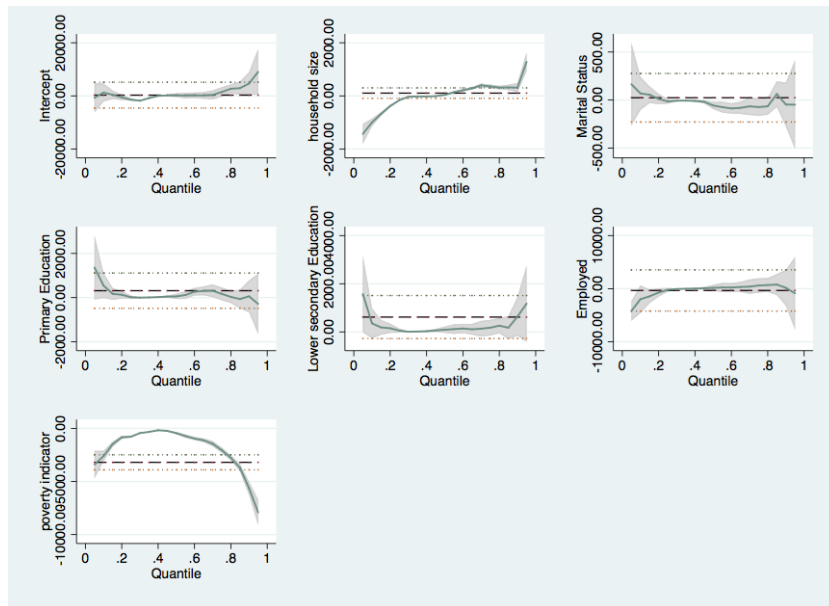 Intercept
-20000.00 0.00 20000.00
0 .2 .4 .6 .8 1
Quantile
household size
-2000.00 0.00 2000.00
0 .2 .4 .6 .8 1
Quantile
Marital Status
-500.00 0.00 500.00
0 .2 .4 .6 .8 1
Quantile
Primary Education
-2000.00 0.00 2000.00
0 .2 .4 .6 .8 1
Quantile
Lower secondary Education
0.00 2000.004000.00
0 .2 .4 .6 .8 1
Quantile
Employed
-10000.00 0.00 10000.00
0 .2 .4 .6 .8 1
Quantile
poverty indicator
-10000.005000.00 0.00
0 .2 .4 .6 .8 1
Quantile